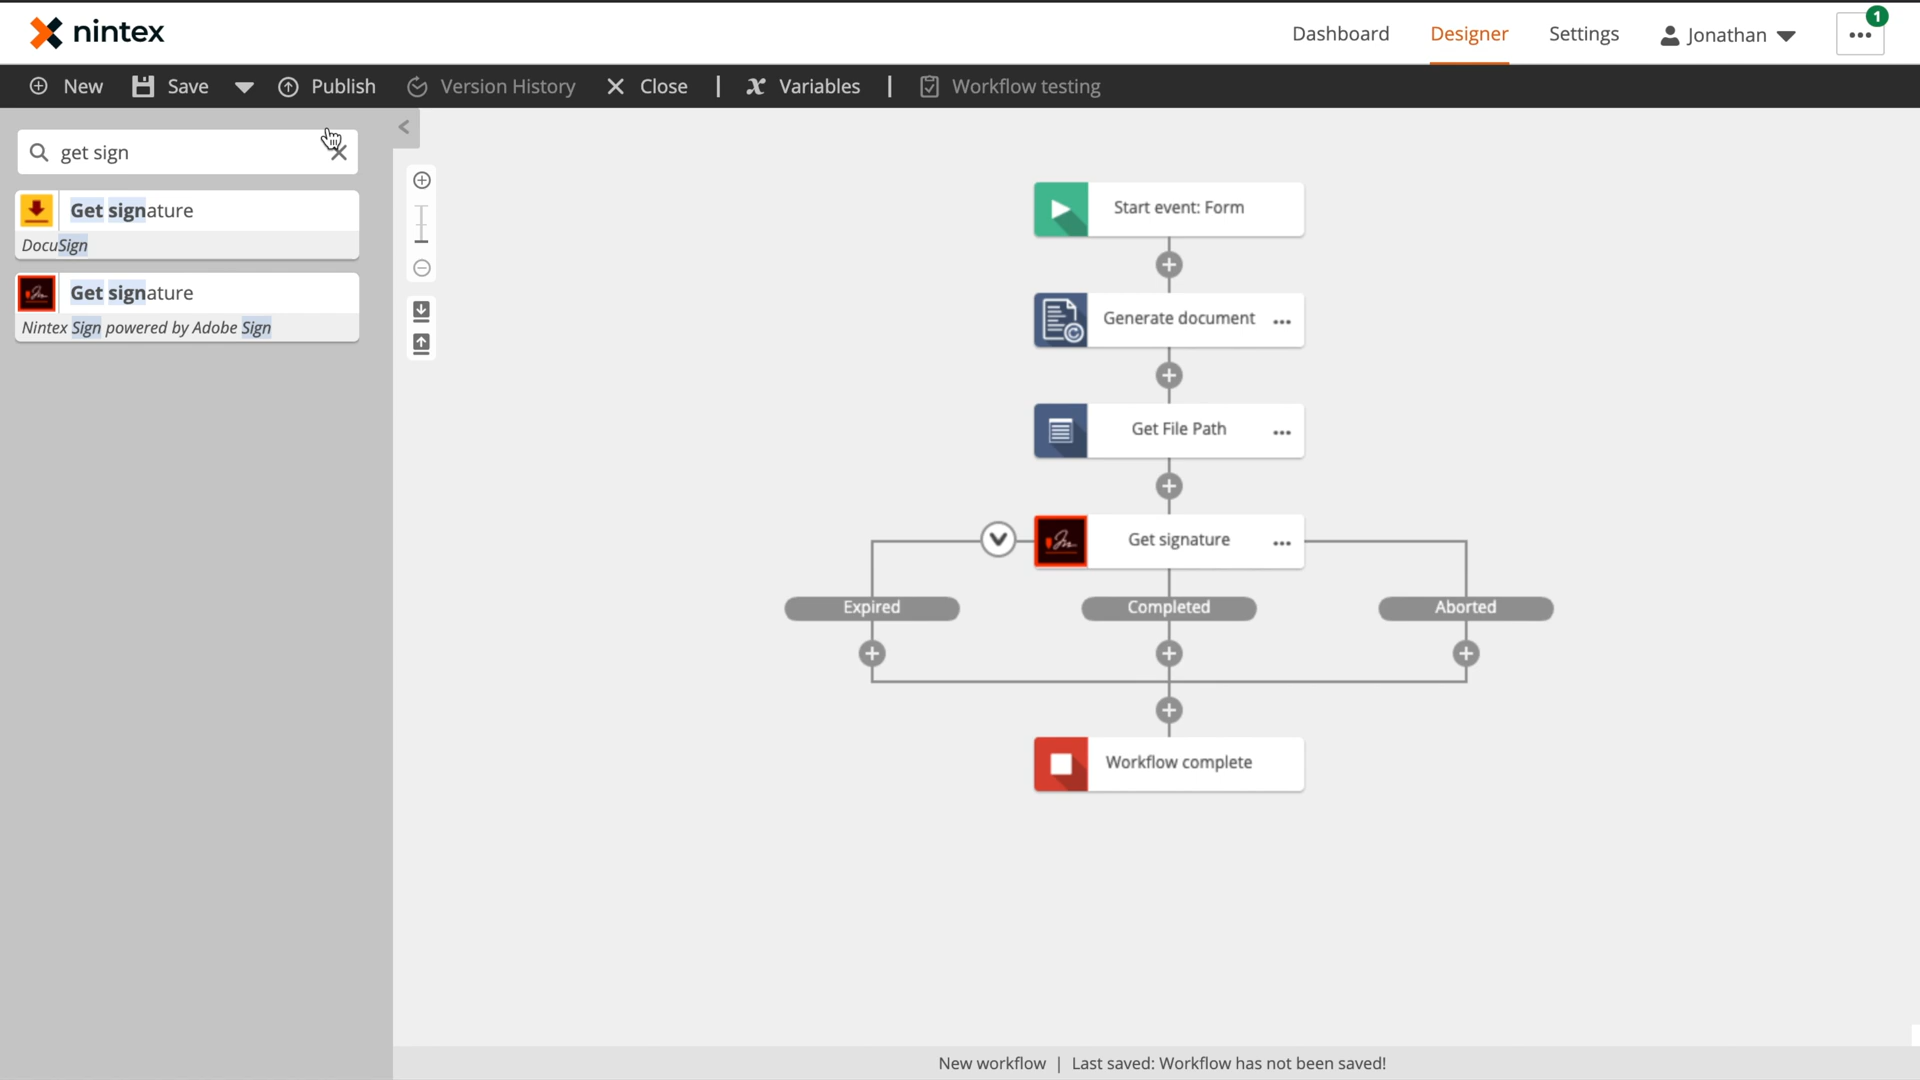 nintex
Dashboard
Designer
Settings
Jonathan
1
New
Save
Publish
Version History
Close
|
Variables
|
Workflow testing
get sign
Get signature
DocuSign
Get signature
Nintex Sign powered by Adobe Sign
Start event: Form
Generate document
Get File Path
Get signature
Expired
Completed
Aborted
Workflow complete
New workflow | Last saved: Workflow has not been saved!